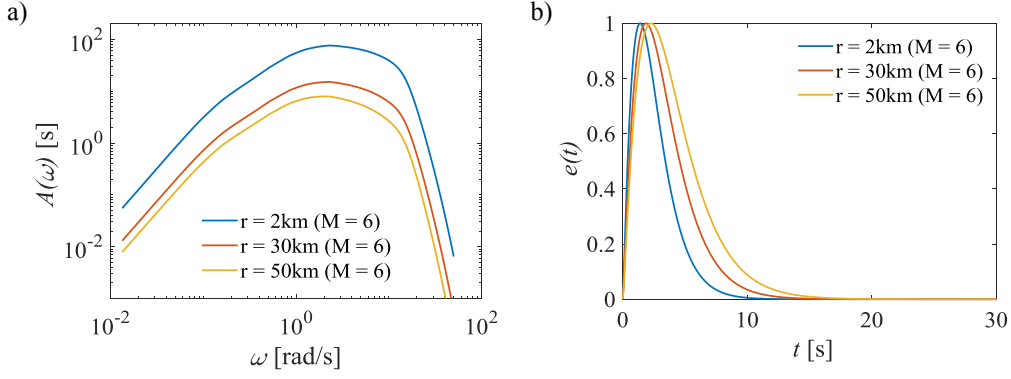 a)
A(ω) [s]
10^2
10^0
10^-2
r = 2km (M = 6)
r = 30km (M = 6)
r = 50km (M = 6)
10^-2
10^0
10^2
ω [rad/s]
b)
e(t)
1
0.8
0.6
0.4
0.2
0
r = 2km (M = 6)
r = 30km (M = 6)
r = 50km (M = 6)
0
10
20
30
t [s]